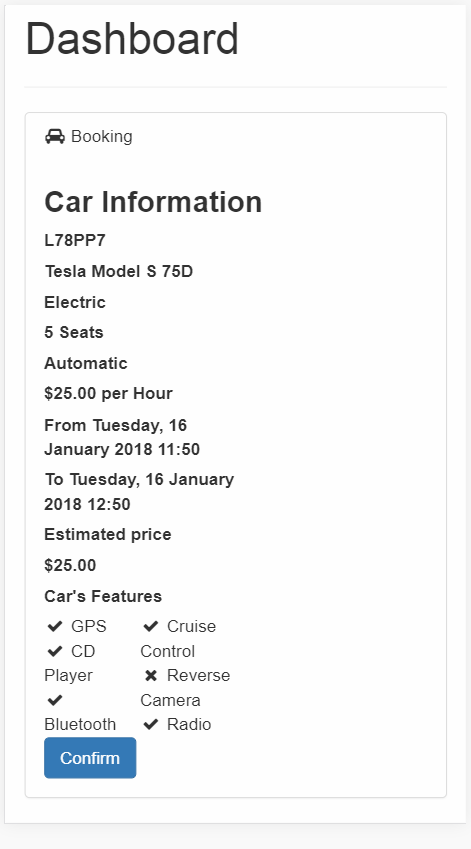 Dashboard
Booking
Car Information
L78PP7
Tesla Model S 75D
Electric
5 Seats
Automatic
$25.00 per Hour
From Tuesday, 16
January 2018 11:50
To Tuesday, 16 January
2018 12:50
Estimated price
$25.00
Car's Features
GPS
CD
Player
Bluetooth
Cruise
Control
Reverse
Camera
Radio
Confirm